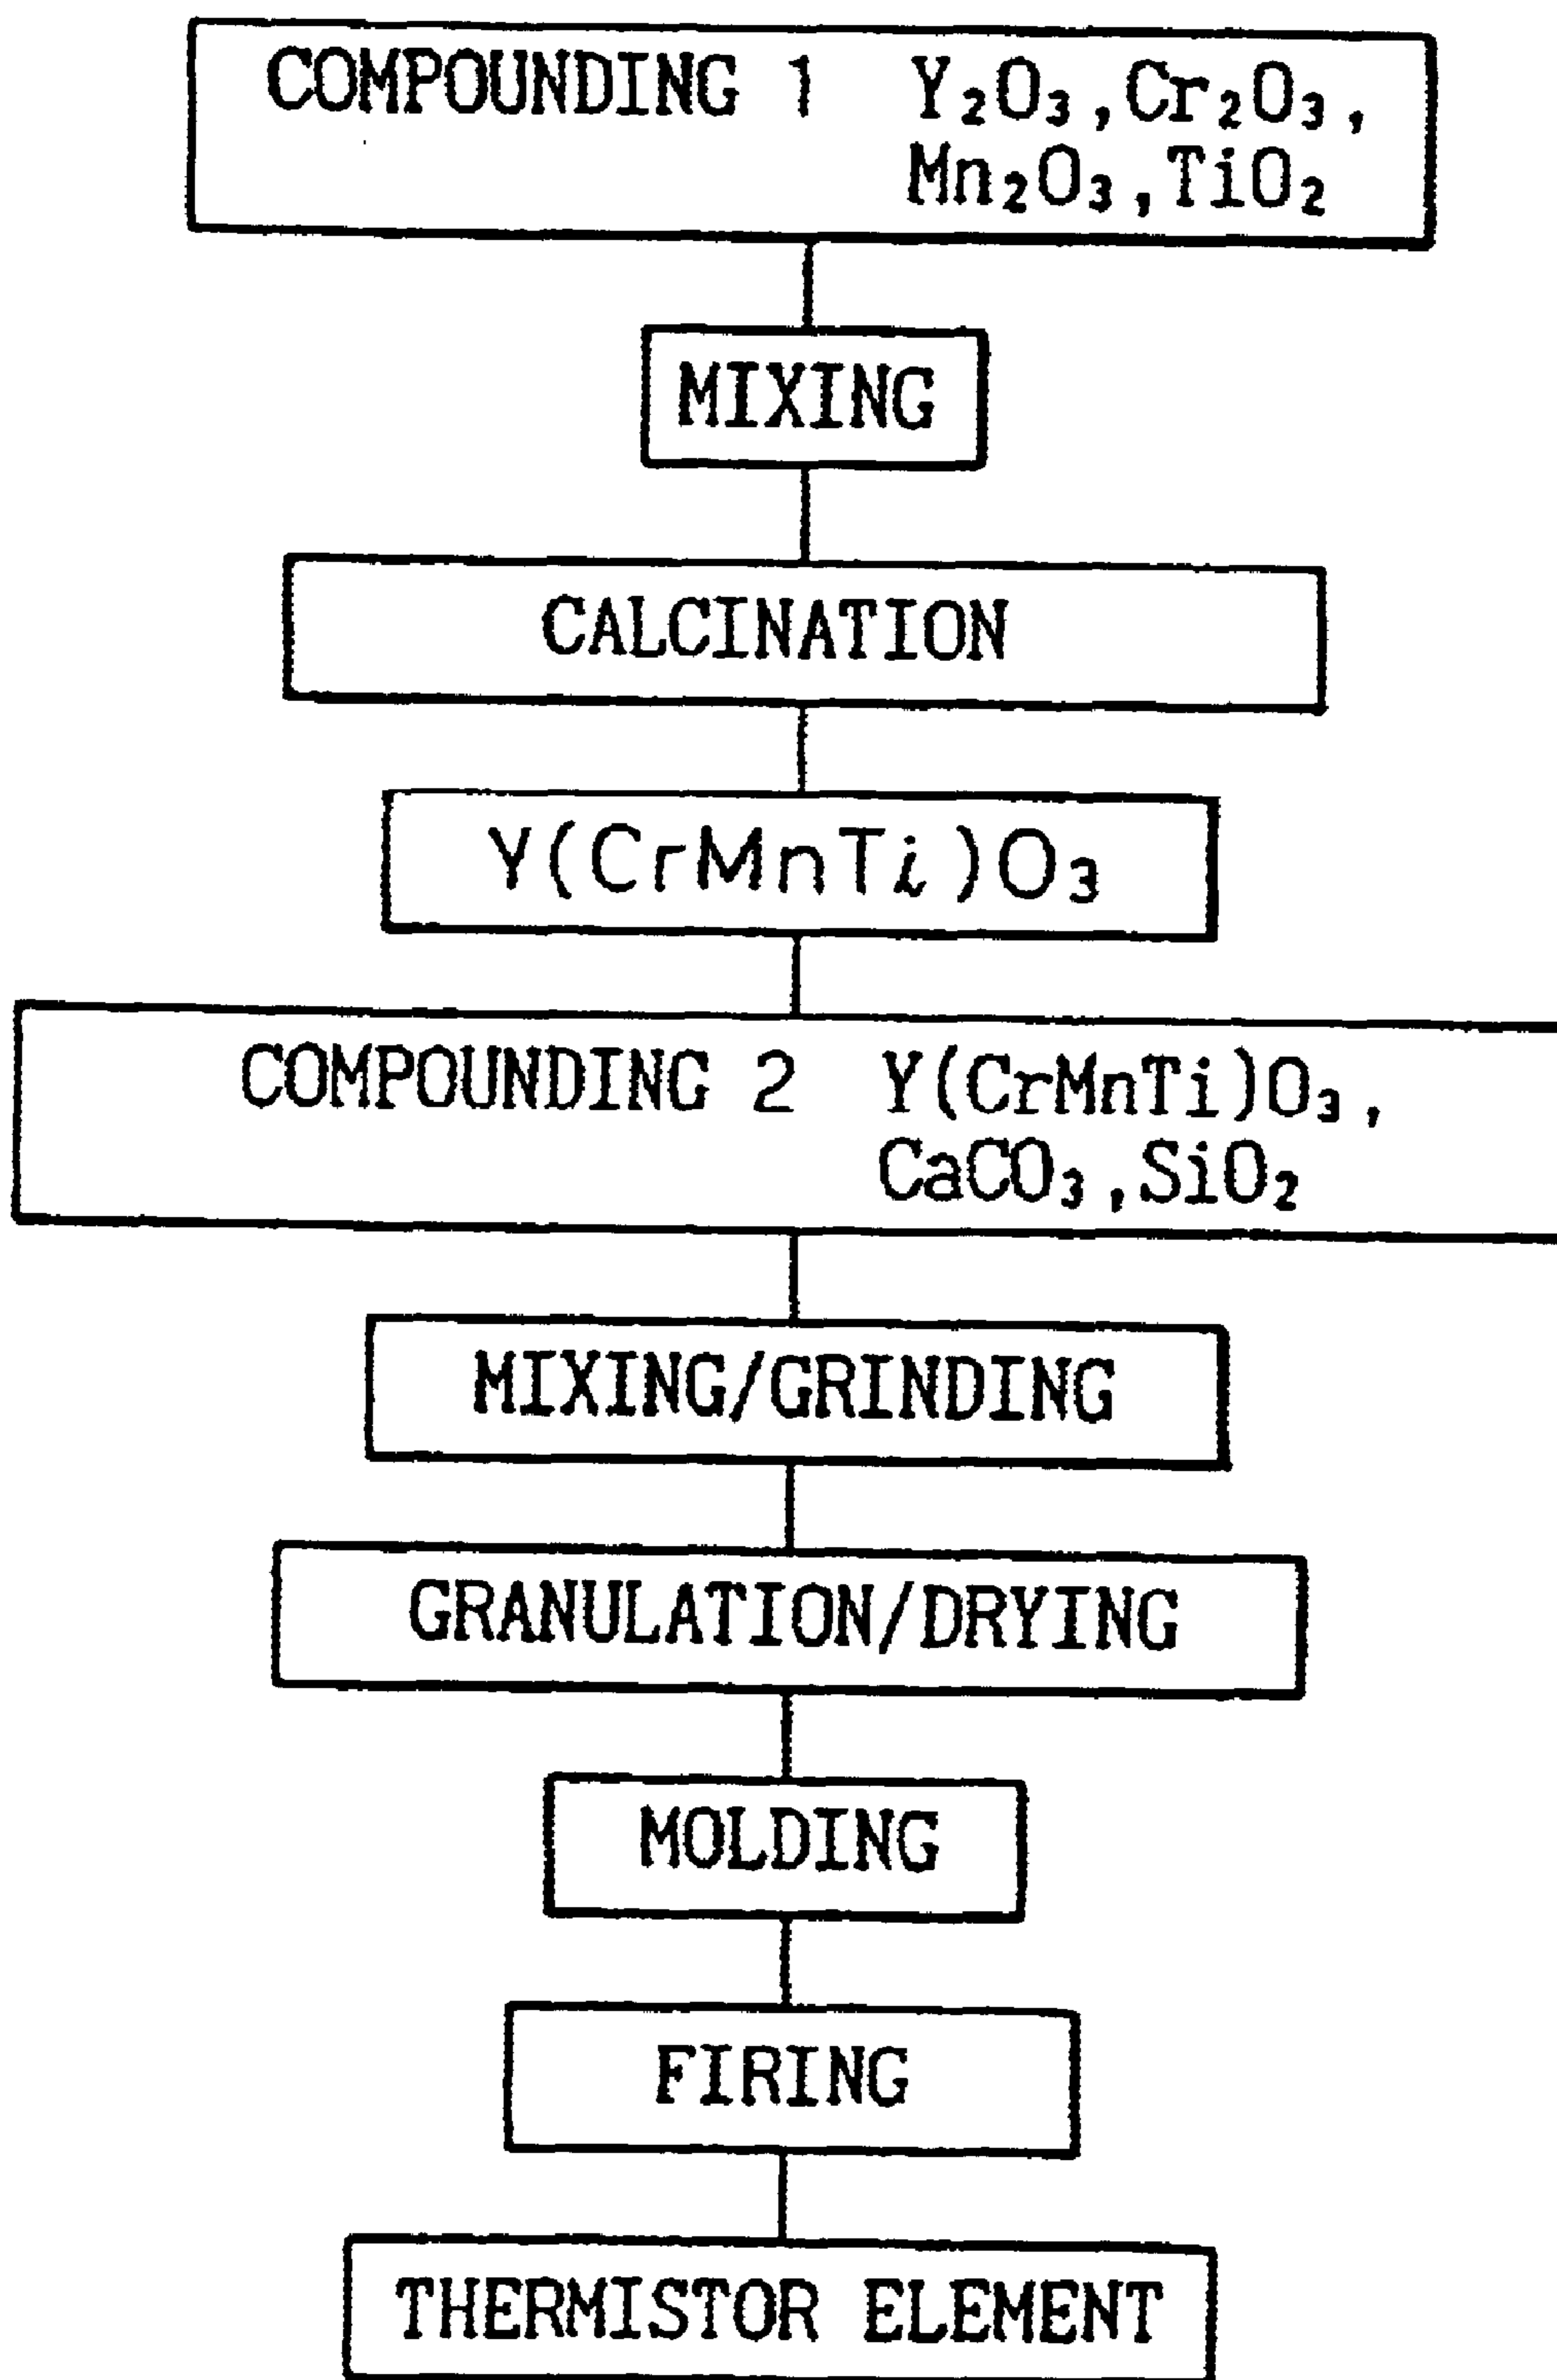 COMPOUNDING 1 Y₂O₃,Cr₂O₃,
Mn₂O₃,TiO₂
MIXING
CALCINATION
Y(CrMnTi)O₃
COMPOUNDING 2 Y(CrMnTi)O₃,
CaCO₃,SiO₂
MIXING/GRINDING
GRANULATION/DRYING
MOLDING
FIRING
THERMISTOR ELEMENT